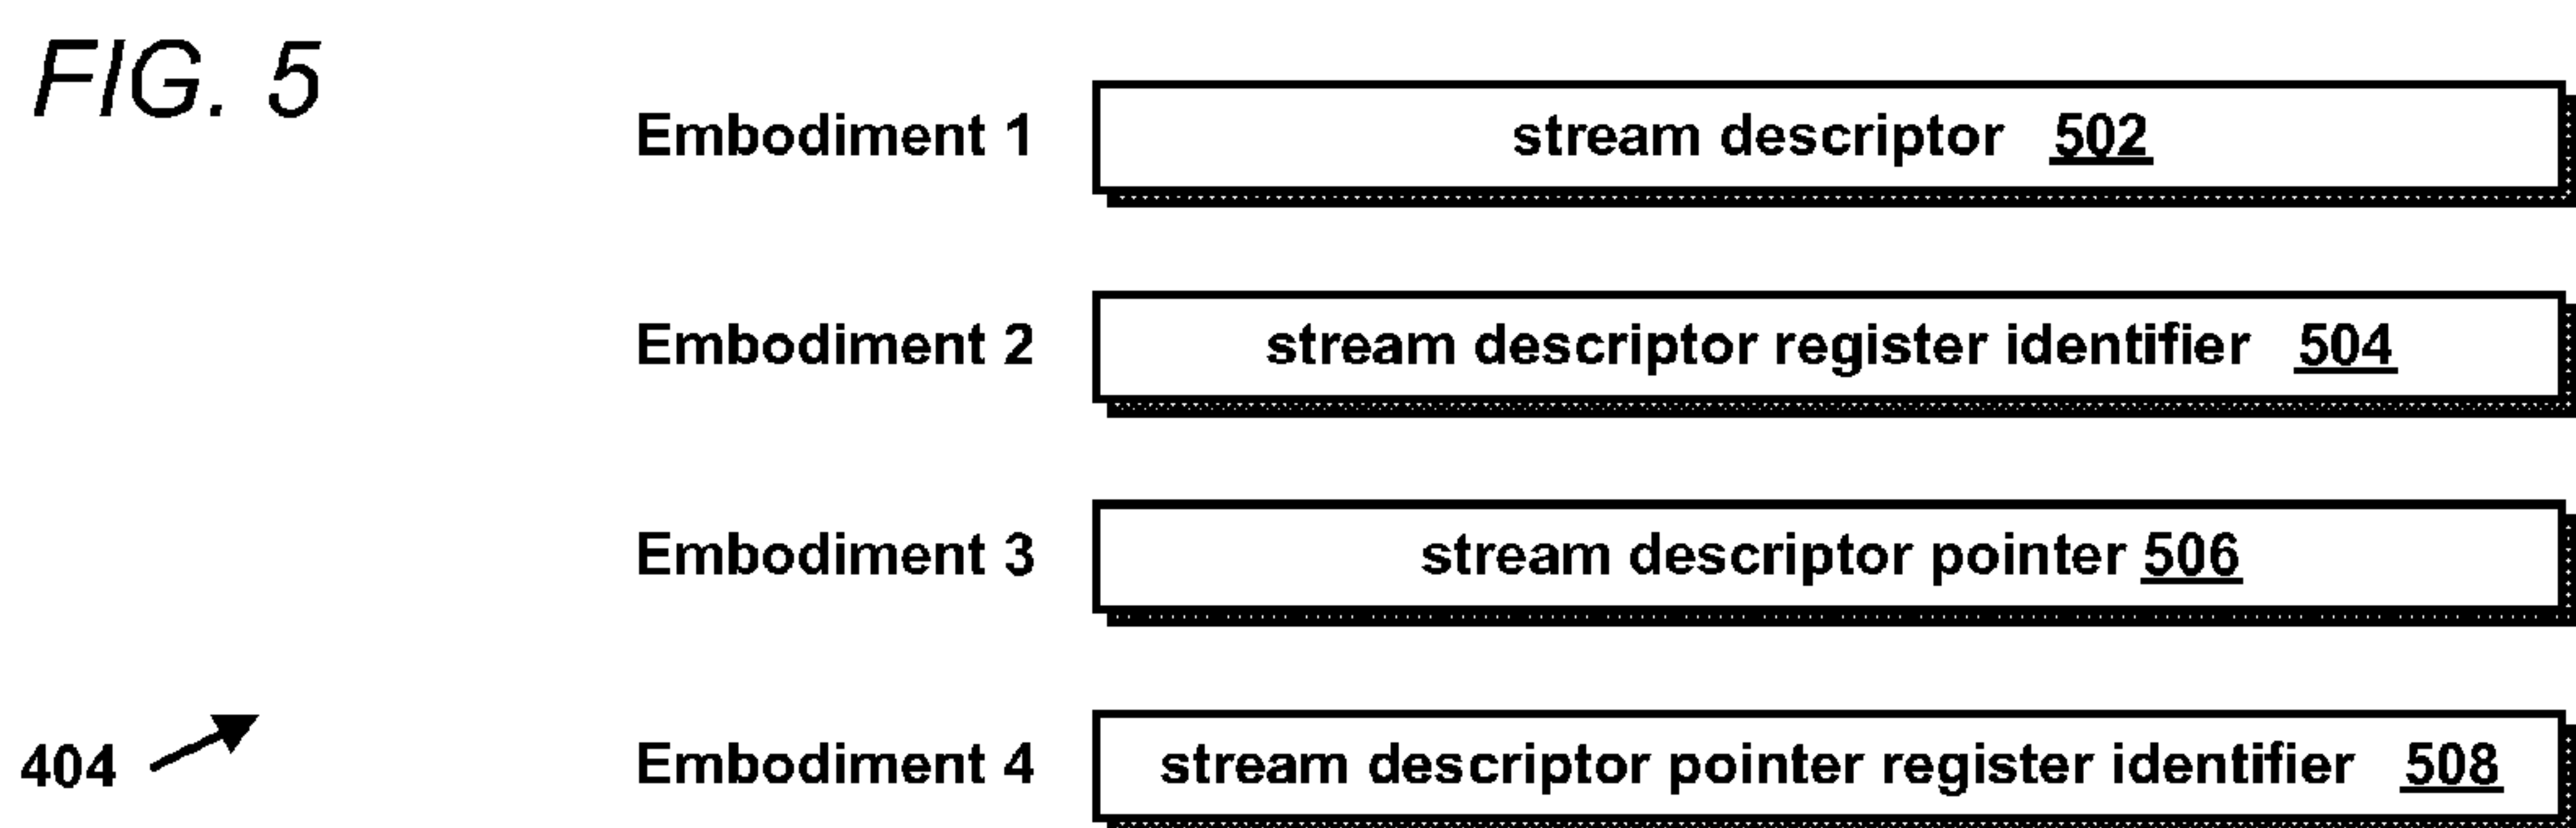 FIG. 5
Embodiment 1 stream descriptor 502
Embodiment 2 stream descriptor register identifier 504
Embodiment 3 stream descriptor pointer 506
404 Embodiment 4 stream descriptor pointer register identifier 508